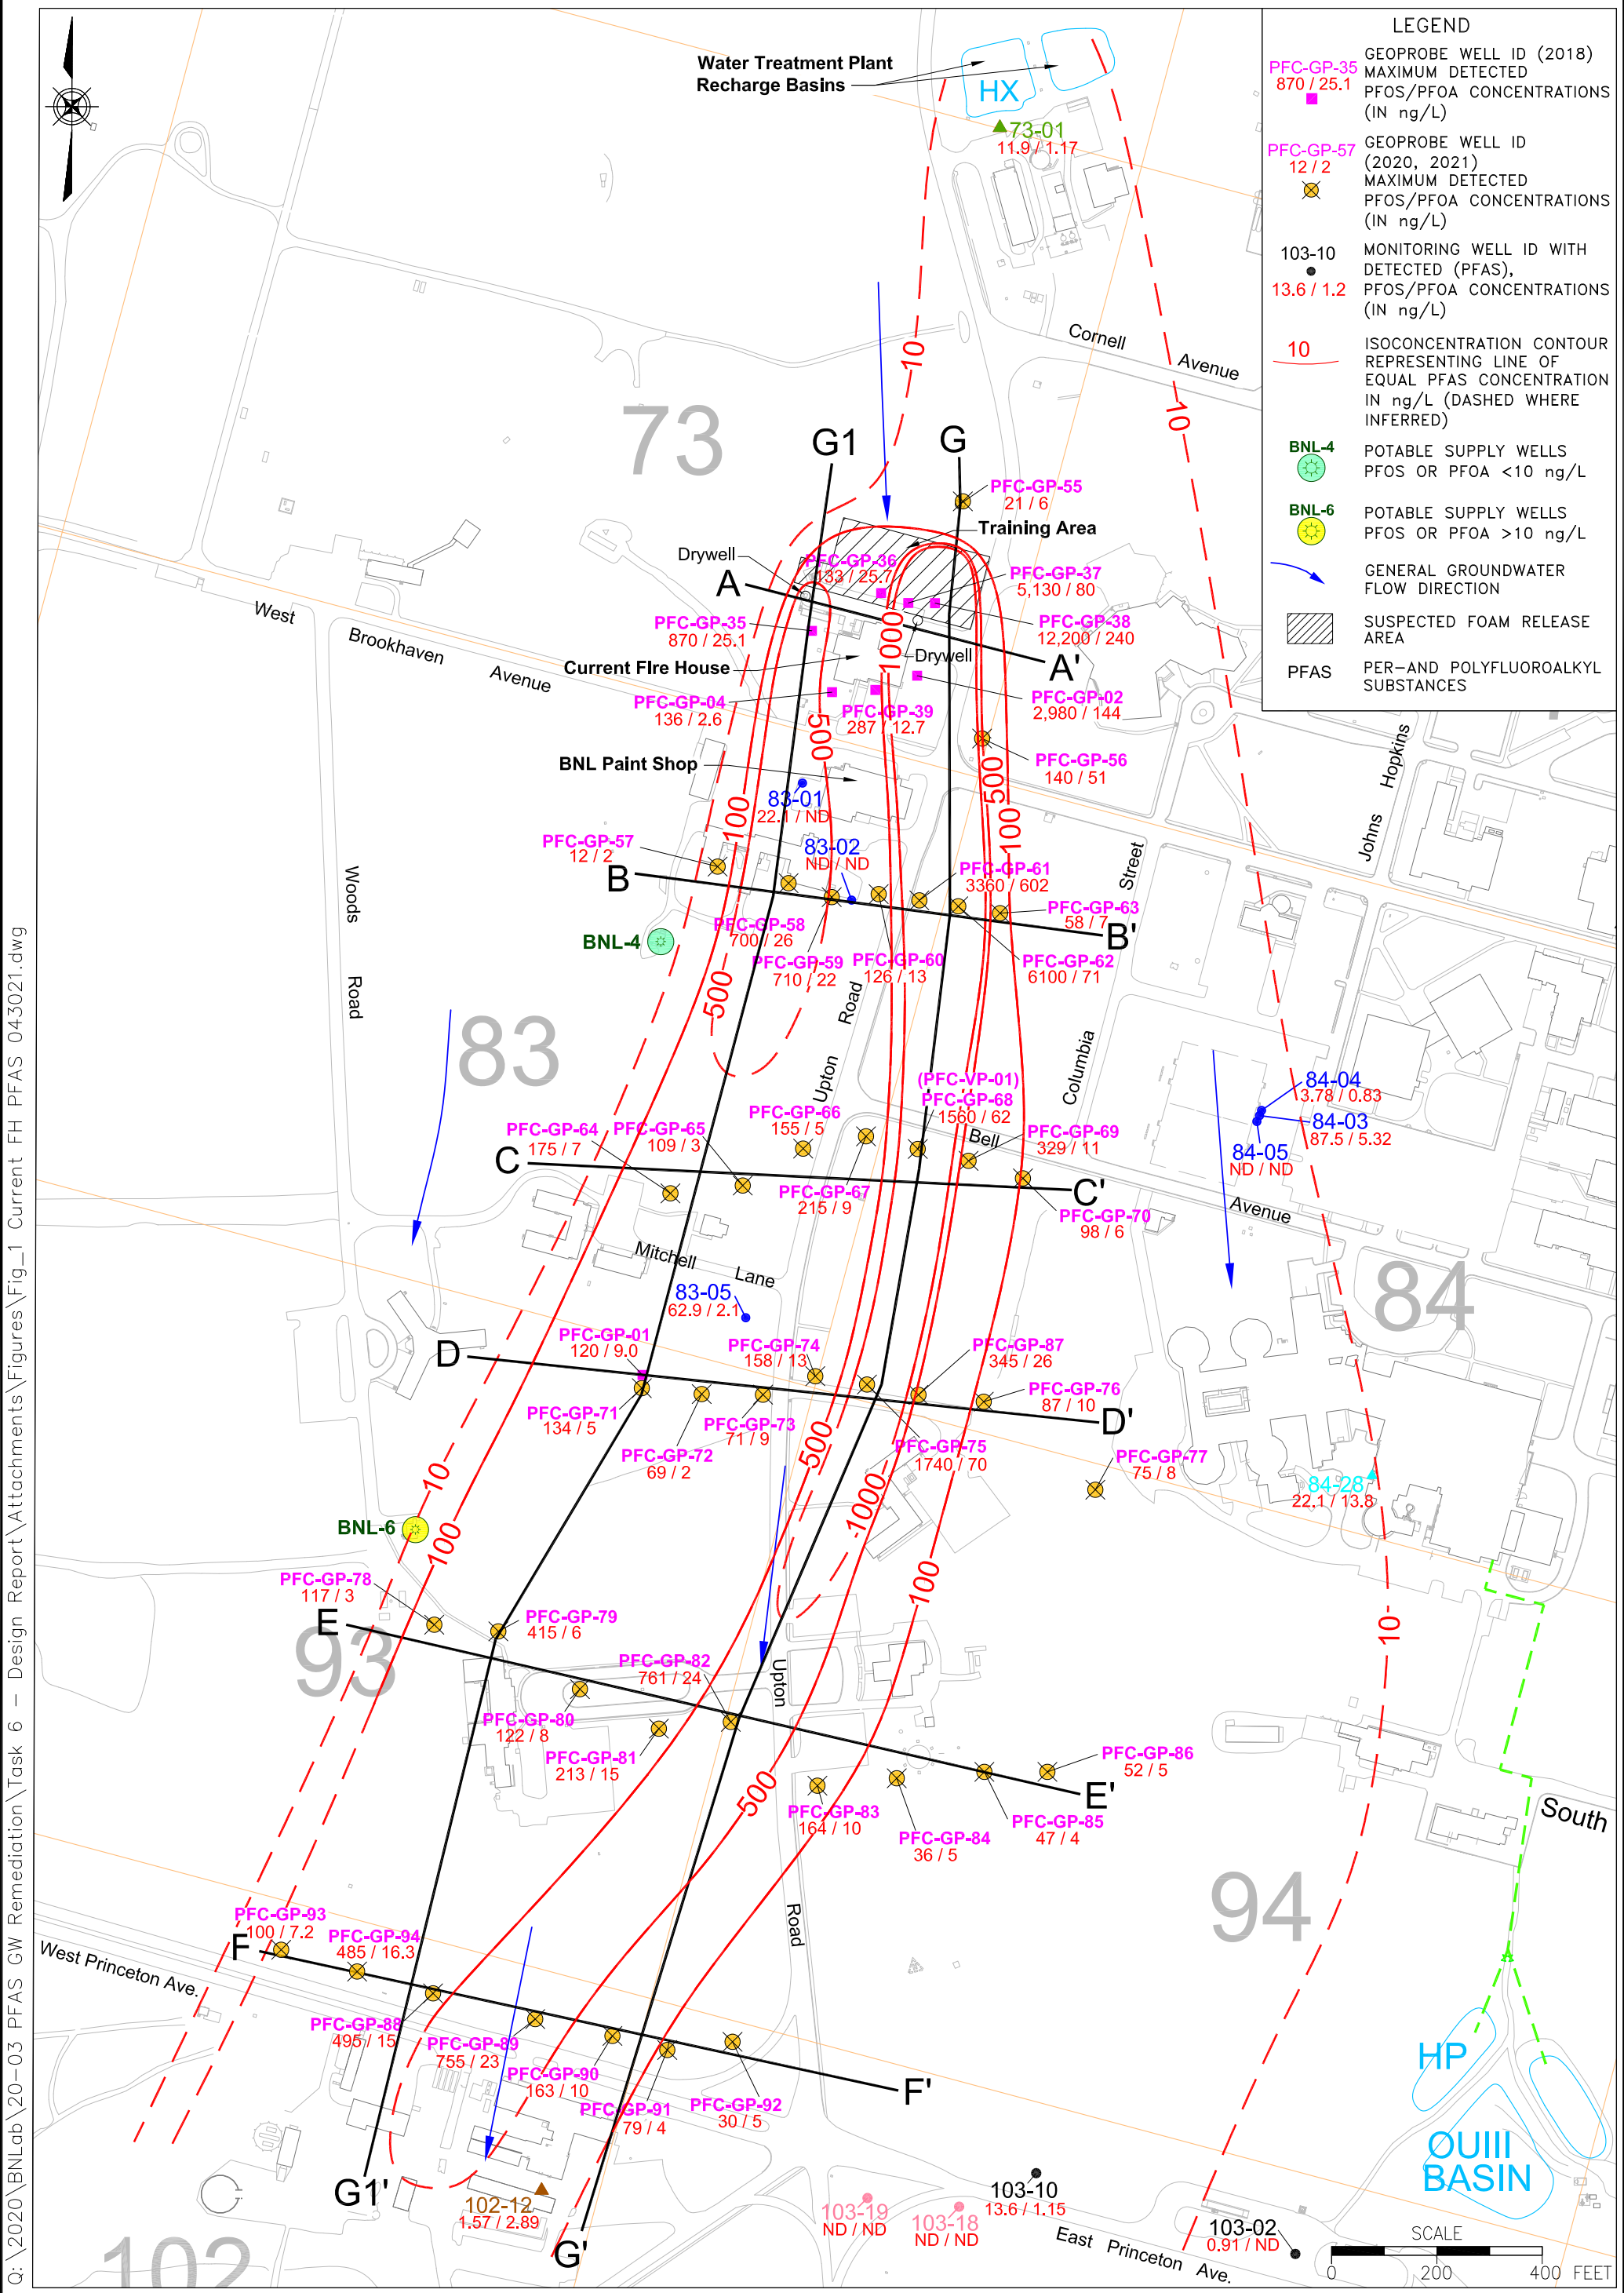 LEGEND
PFC-GP-35
870 / 25.1
GEOPROBE WELL ID (2018)
MAXIMUM DETECTED
PFOS/PFOA CONCENTRATIONS
(IN ng/L)
PFC-GP-57
12 / 2
GEOPROBE WELL ID
(2020, 2021)
MAXIMUM DETECTED
PFOS/PFOA CONCENTRATIONS
(IN ng/L)
103-10
13.6 / 1.2
MONITORING WELL ID WITH
DETECTED (PFAS),
PFOS/PFOA CONCENTRATIONS
(IN ng/L)
10
ISOCONCENTRATION CONTOUR
REPRESENTING LINE OF
EQUAL PFAS CONCENTRATION
IN ng/L (DASHED WHERE
INFERRED)
BNL-4
POTABLE SUPPLY WELLS
PFOS OR PFOA <10 ng/L
BNL-6
POTABLE SUPPLY WELLS
PFOS OR PFOA >10 ng/L
GENERAL GROUNDWATER
FLOW DIRECTION
SUSPECTED FOAM RELEASE
AREA
PFAS
PER-AND POLYFLUOROALKYL
SUBSTANCES
Water Treatment Plant
Recharge Basins
HX
73-01
11.9 / 1.17
10
Cornell Avenue
10
73
G1
G
PFC-GP-55
21 / 6
Training Area
Drywell
A
PFC-GP-36
133 / 25.7
PFC-GP-37
5,130 / 80
PFC-GP-35
870 / 25.1
PFC-GP-38
12,200 / 240
1000
Drywell
A'
Current FIre House
West Brookhaven Avenue
PFC-GP-04
136 / 2.6
PFC-GP-39
287 / 12.7
PFC-GP-02
2,980 / 144
500
BNL Paint Shop
PFC-GP-56
140 / 51
500
100
100
83-01
22.1 / ND
83-02
ND / ND
PFC-GP-57
12 / 2
B
PFC-GP-61
3360 / 602
PFC-GP-63
58 / 7
B'
PFC-GP-58
700 / 26
PFC-GP-59
710 / 22
PFC-GP-60
126 / 13
PFC-GP-62
6100 / 71
BNL-4
500
Woods Road
Upton Road
Columbia Street
Johns Hopkins
83
84-04
3.78 / 0.83
84-03
87.5 / 5.32
84-05
ND / ND
(PFC-VP-01)
PFC-GP-68
1560 / 62
PFC-GP-66
155 / 5
PFC-GP-64
175 / 7
PFC-GP-65
109 / 3
PFC-GP-69
329 / 11
Bell Avenue
C
C'
PFC-GP-67
215 / 9
PFC-GP-70
98 / 6
Mitchell Lane
84
83-05
62.9 / 2.1
PFC-GP-01
120 / 9.0
PFC-GP-74
158 / 13
PFC-GP-87
345 / 26
D
D'
PFC-GP-71
134 / 5
PFC-GP-72
69 / 2
PFC-GP-73
71 / 9
PFC-GP-76
87 / 10
PFC-GP-75
1740 / 70
PFC-GP-77
75 / 8
500
10
1000
84-28
22.1 / 13.8
BNL-6
100
100
10
PFC-GP-78
117 / 3
E
93
PFC-GP-79
415 / 6
PFC-GP-82
761 / 24
PFC-GP-80
122 / 8
PFC-GP-81
213 / 15
500
PFC-GP-83
164 / 10
PFC-GP-84
36 / 5
PFC-GP-85
47 / 4
PFC-GP-86
52 / 5
E'
Upton Road
South
94
PFC-GP-93
100 / 7.2
PFC-GP-94
485 / 16.3
F
West Princeton Ave.
PFC-GP-88
495 / 15
PFC-GP-89
755 / 23
PFC-GP-90
163 / 10
PFC-GP-91
79 / 4
PFC-GP-92
30 / 5
F'
HP
OUIII
BASIN
G1'
G'
102-12
1.57 / 2.89
103-19
ND / ND
103-18
ND / ND
103-10
13.6 / 1.15
103-02
0.91 / ND
East Princeton Ave.
102
SCALE
0 200 400 FEET
Q:\2020\BNLab\20-03 PFAS GW Remediation\Task 6 - Design Report\Attachments\Figures\Fig_1 Current FH PFAS 043021.dwg